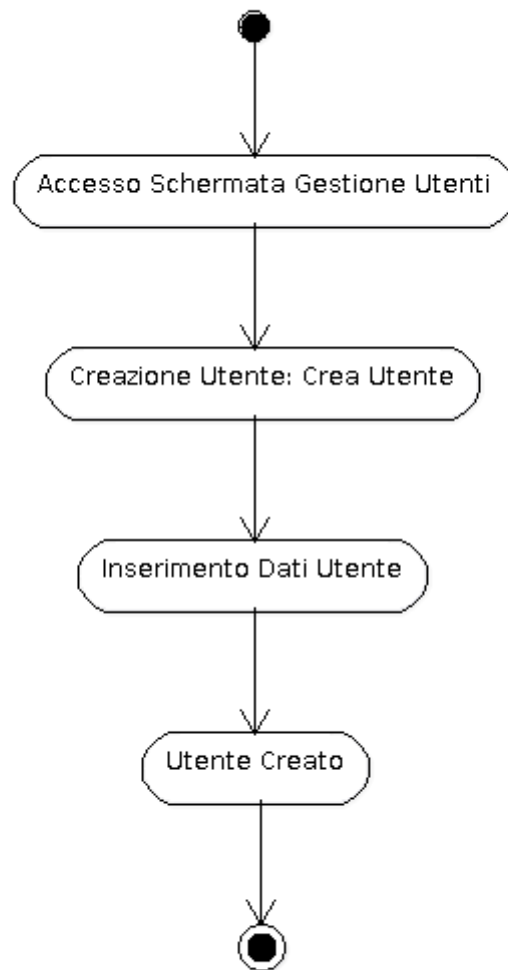 Accesso Schermata Gestione Utenti
Creazione Utente: Crea Utente
Inserimento Dati Utente
Utente Creato